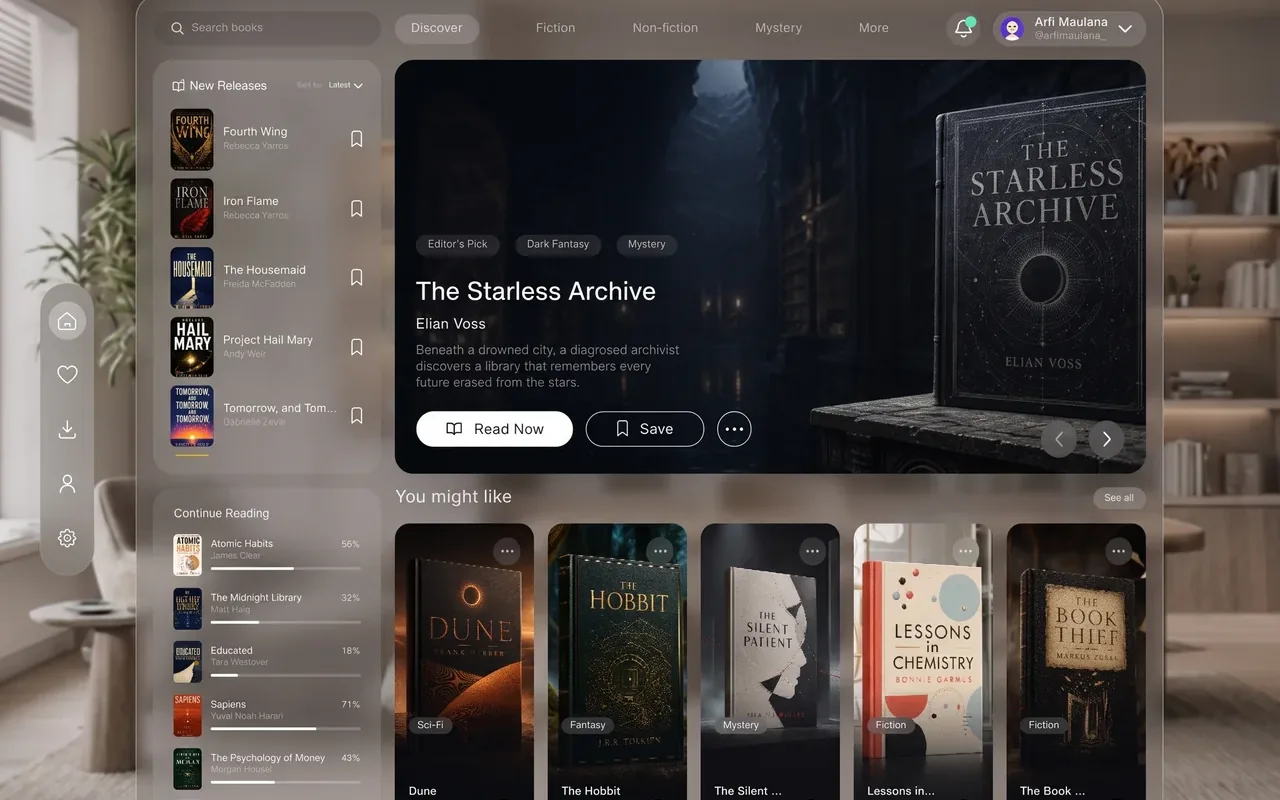 Search books
Discover
Fiction
Non-fiction
Mystery
More
Arfi Maulana
@arfimaulana_
New Releases
Sort by: Latest
FOURTH
WING
Fourth Wing
Rebecca Yarros
IRON
FLAME
Iron Flame
Rebecca Yarros
THE
HOUSEMAID
The Housemaid
Freida McFadden
HAIL
MARY
Project Hail Mary
Andy Weir
TOMORROW,
AND
TOMORROW,
AND
TOMORROW
Tomorrow, and Tom...
Gabrielle Zevin
Continue Reading
ATOMIC
HABITS
Atomic Habits
56%
James Clear
The Midnight Library
32%
Matt Haig
EDUCATED
Educated
18%
Tara Westover
SAPIENS
Sapiens
71%
Yuval Noah Harari
The Psychology of Money
43%
Morgan Housel
Editor's Pick
Dark Fantasy
Mystery
The Starless Archive
Elian Voss
Beneath a drowned city, a diagrosed archivist
discovers a library that remembers every
future erased from the stars.
Read Now
Save
THE
STARLESS
ARCHIVE
ELIAN VOSS
You might like
See all
DUNE
Sci-Fi
Dune
THE
HOBBIT
J.R.R. TOLKIEN
Fantasy
The Hobbit
THE
SILENT
PATIENT
Mystery
The Silent ...
LESSONS
in
CHEMISTRY
BONNIE GARMUS
Fiction
Lessons in...
THE
BOOK
THIEF
Fiction
The Book ...